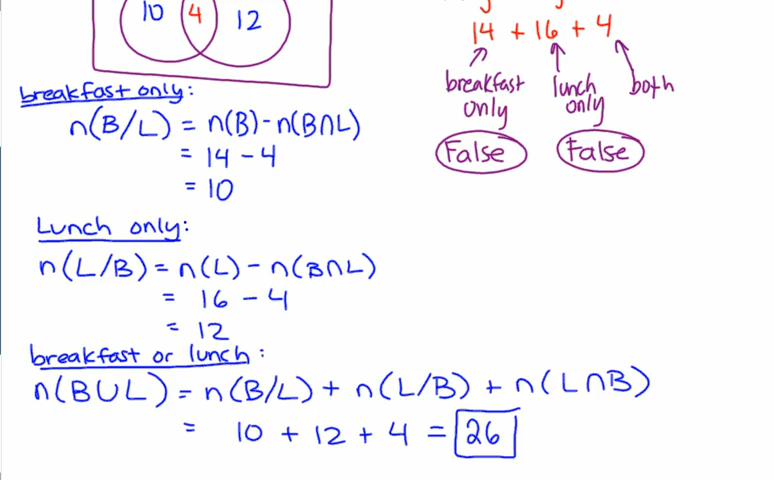 10 4 12
14 + 16 + 4
breakfast only
lunch only
both
False
False
breakfast only:
n(B/L) = n(B) - n(B∩L)
= 14 - 4
= 10
Lunch only:
n(L/B) = n(L) - n(B∩L)
= 16 - 4
= 12
breakfast or lunch:
n(B∪L) = n(B/L) + n(L/B) + n(L∩B)
= 10 + 12 + 4 = 26